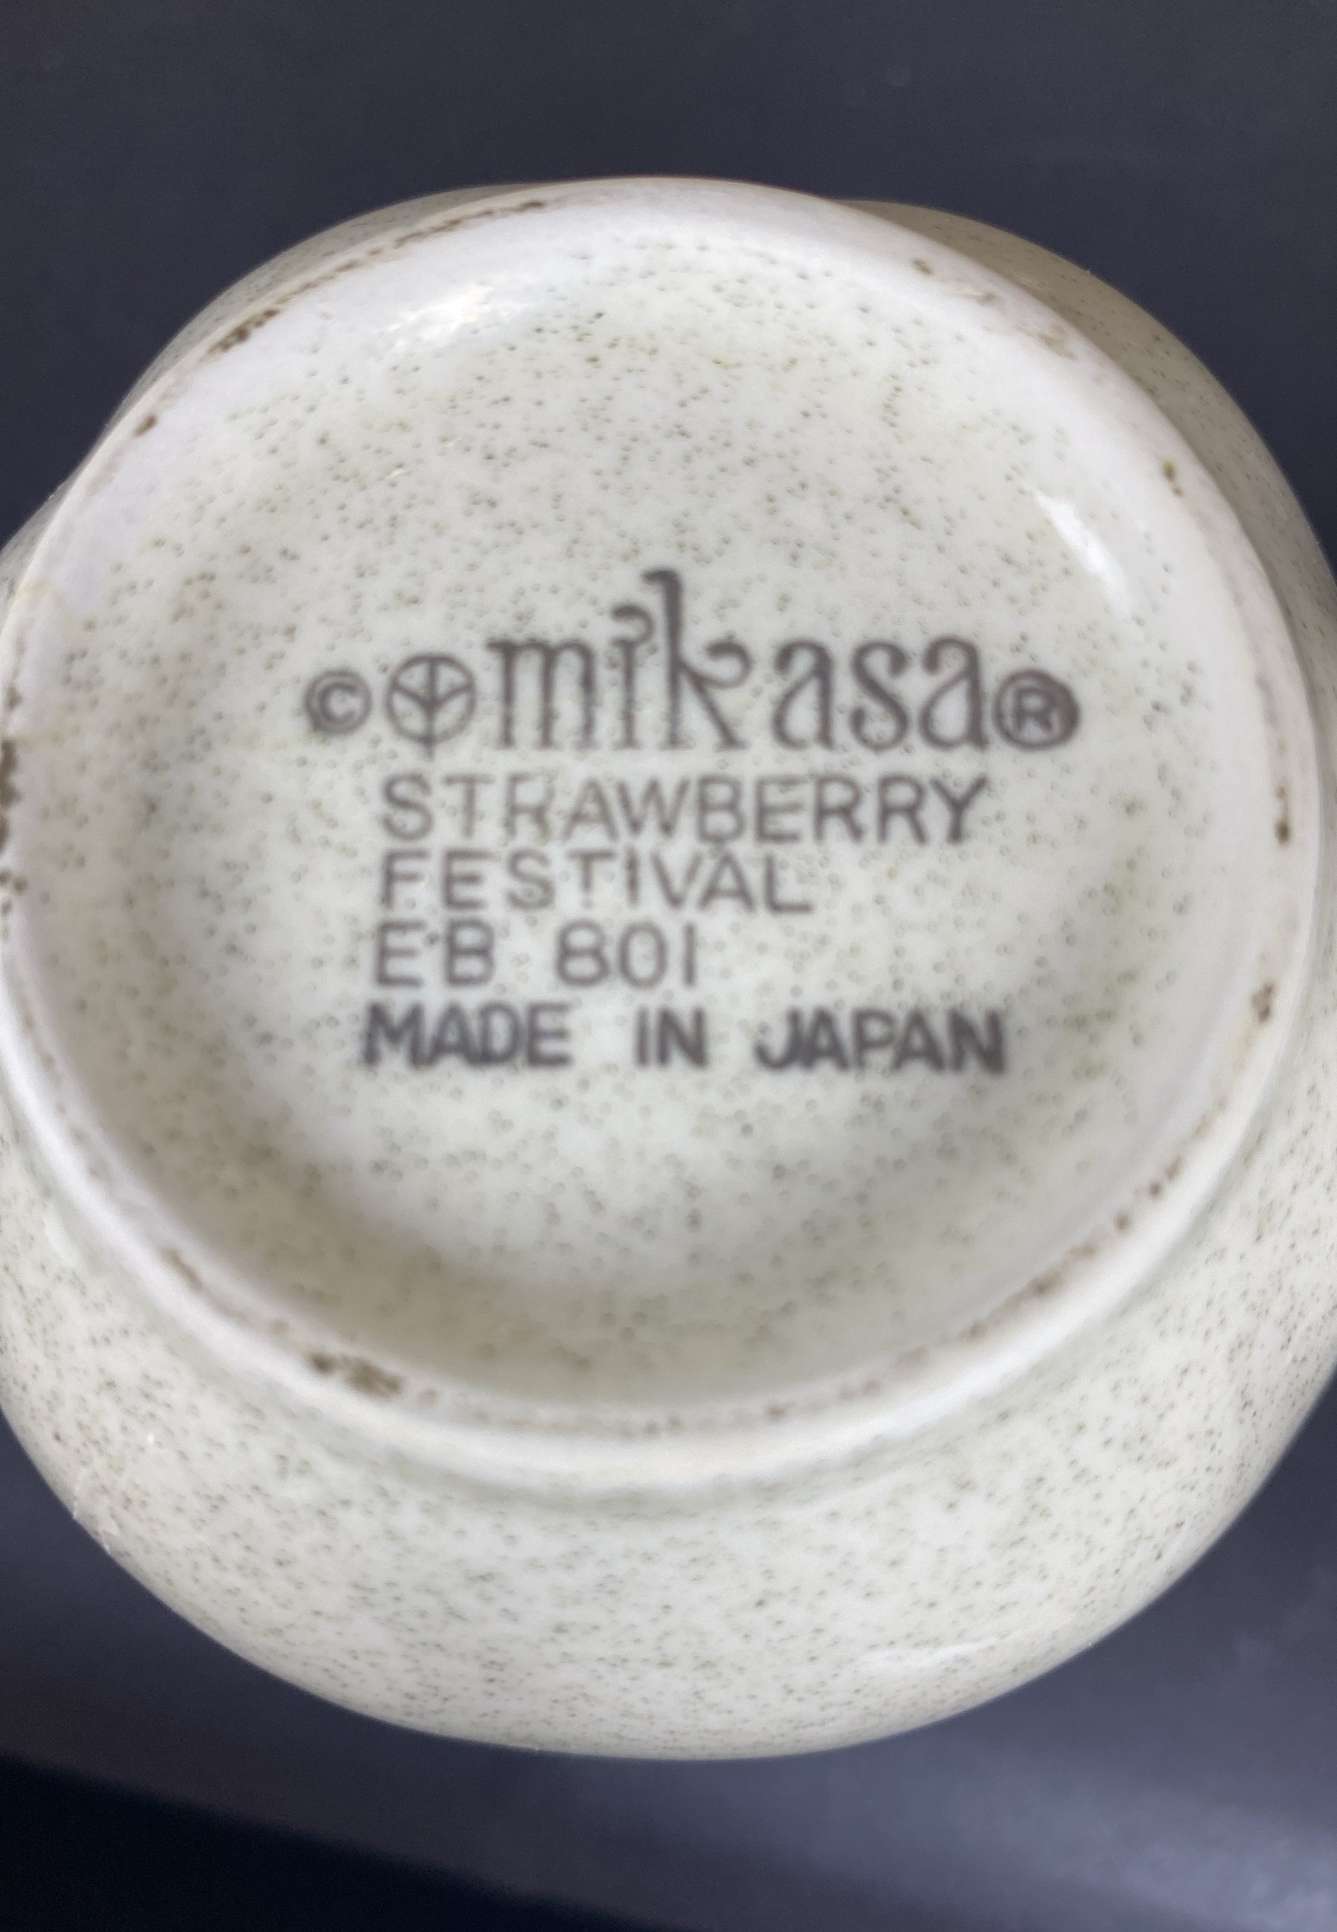 © mikasa®
STRAWBERRY
FESTIVAL
EB 801
MADE IN JAPAN